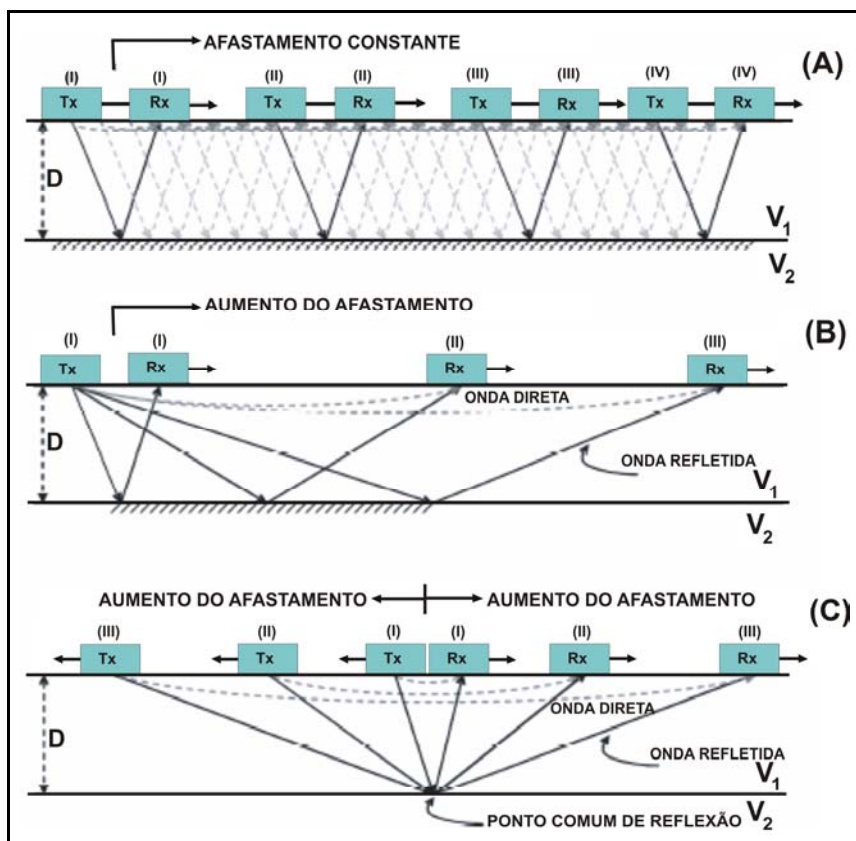 AFASTAMENTO CONSTANTE
(A)
(I) (I) (II) (II) (III) (III) (IV) (IV)
Tx Rx Tx Rx Tx Rx Tx Rx
D
V1
V2
AUMENTO DO AFASTAMENTO
(B)
(I) (I) (II) (III)
Tx Rx Rx Rx
ONDA DIRETA
D
ONDA REFLETIDA
V1
V2
AUMENTO DO AFASTAMENTO AUMENTO DO AFASTAMENTO
(C)
(III) (II) (I) (I) (II) (III)
Tx Tx Tx Rx Rx Rx
ONDA DIRETA
D
ONDA REFLETIDA
V1
PONTO COMUM DE REFLEXÃO V2